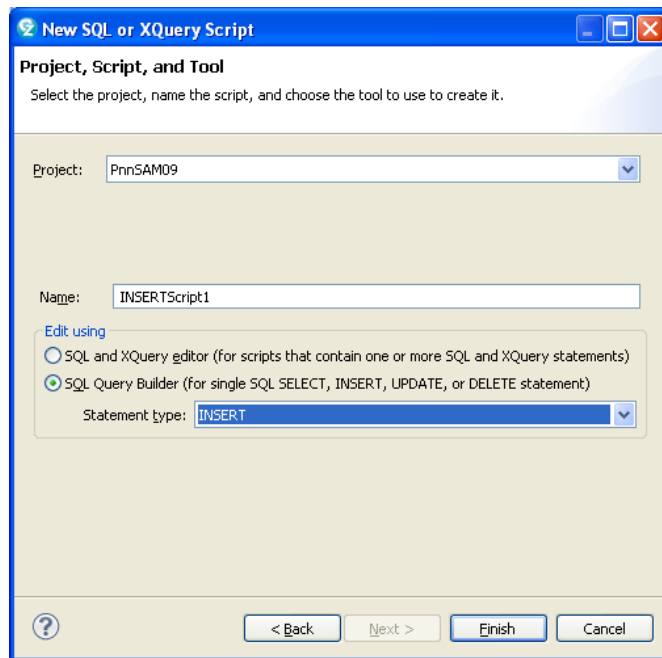 New SQL or XQuery Script
Project, Script, and Tool
Select the project, name the script, and choose the tool to use to create it.
Project: PnnSAM09
Name: INSERTScript1
Edit using
SQL and XQuery editor (for scripts that contain one or more SQL and XQuery statements)
SQL Query Builder (for single SQL SELECT, INSERT, UPDATE, or DELETE statement)
Statement type: INSERT
? < Back Next > Finish Cancel